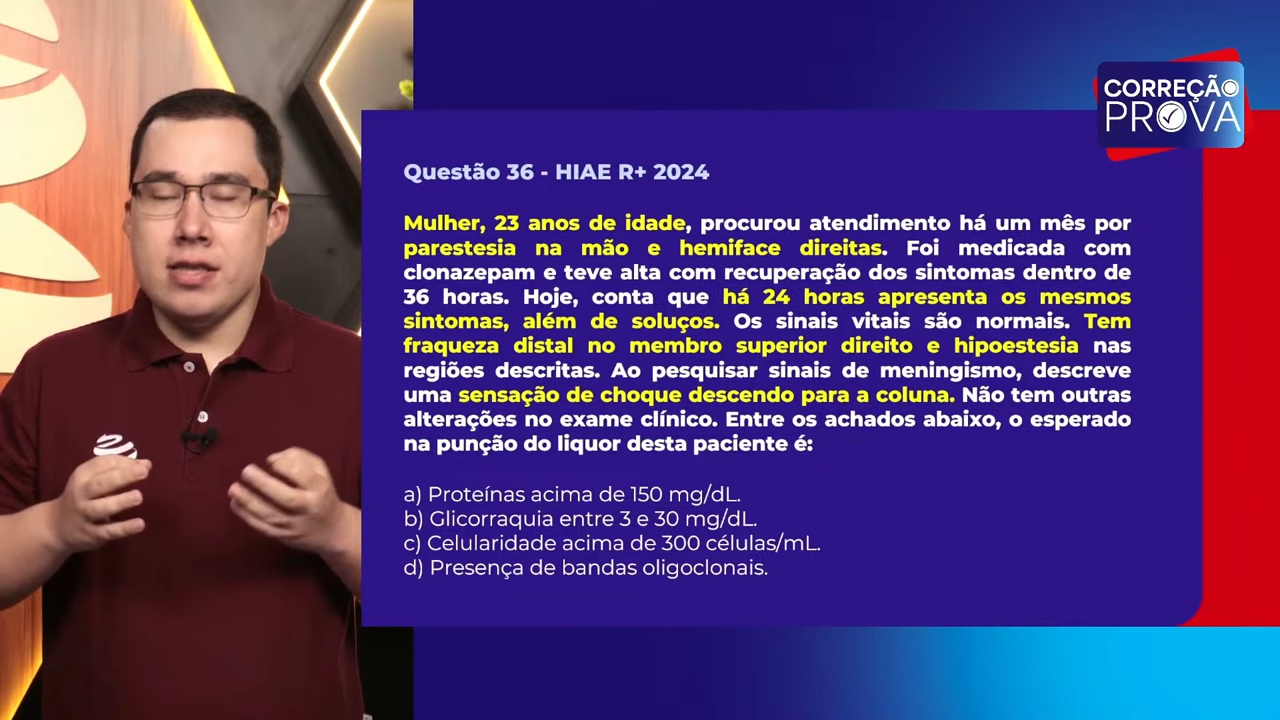 CORREÇÃO
PROVA
Questão 36 - HIAE R+ 2024
Mulher, 23 anos de idade, procurou atendimento há um mês por
parestesia na mão e hemiface direitas. Foi medicada com
clonazepam e teve alta com recuperação dos sintomas dentro de
36 horas. Hoje, conta que há 24 horas apresenta os mesmos
sintomas, além de soluços. Os sinais vitais são normais. Tem
fraqueza distal no membro superior direito e hipoestesia nas
regiões descritas. Ao pesquisar sinais de meningismo, descreve
uma sensação de choque descendo para a coluna. Não tem outras
alterações no exame clínico. Entre os achados abaixo, o esperado
na punção do liquor desta paciente é:
a) Proteínas acima de 150 mg/dL.
b) Glicorraquia entre 3 e 30 mg/dL.
c) Celularidade acima de 300 células/mL.
d) Presença de bandas oligoclonais.